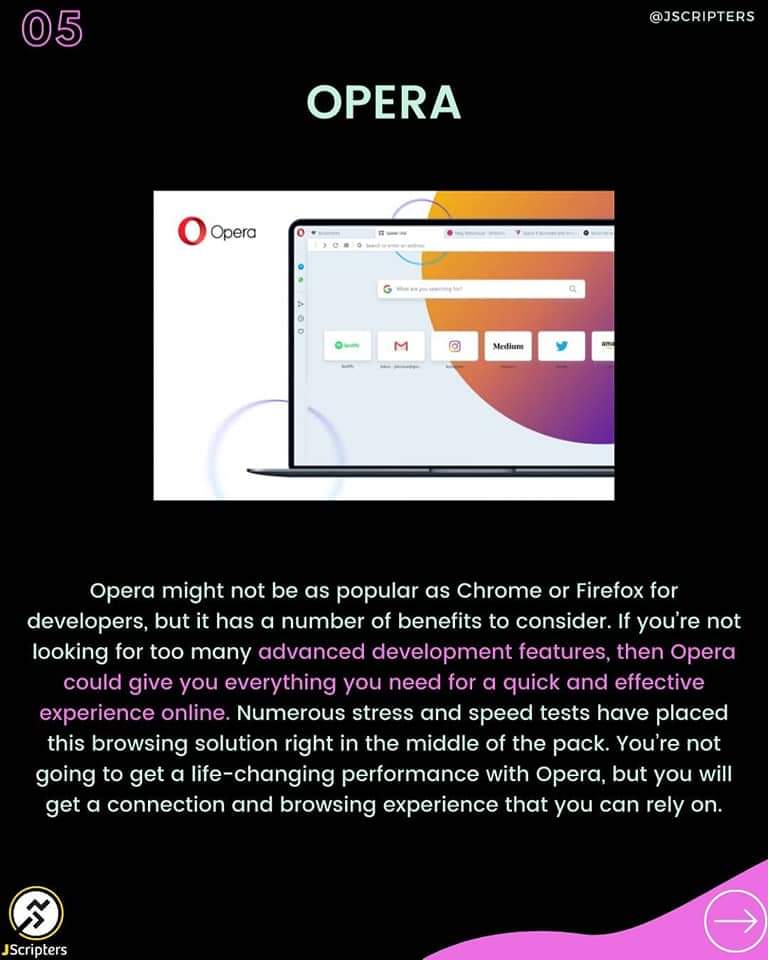 05
@JSCRIPTERS
OPERA
Opera
Speed Dial
Search or enter an address
What are you searching for?
Spotify
Medium
ama
Spotify
Opera might not be as popular as Chrome or Firefox for
developers, but it has a number of benefits to consider. If you're not
looking for too many advanced development features, then Opera
could give you everything you need for a quick and effective
experience online. Numerous stress and speed tests have placed
this browsing solution right in the middle of the pack. You're not
going to get a life-changing performance with Opera, but you will
get a connection and browsing experience that you can rely on.
JScripters